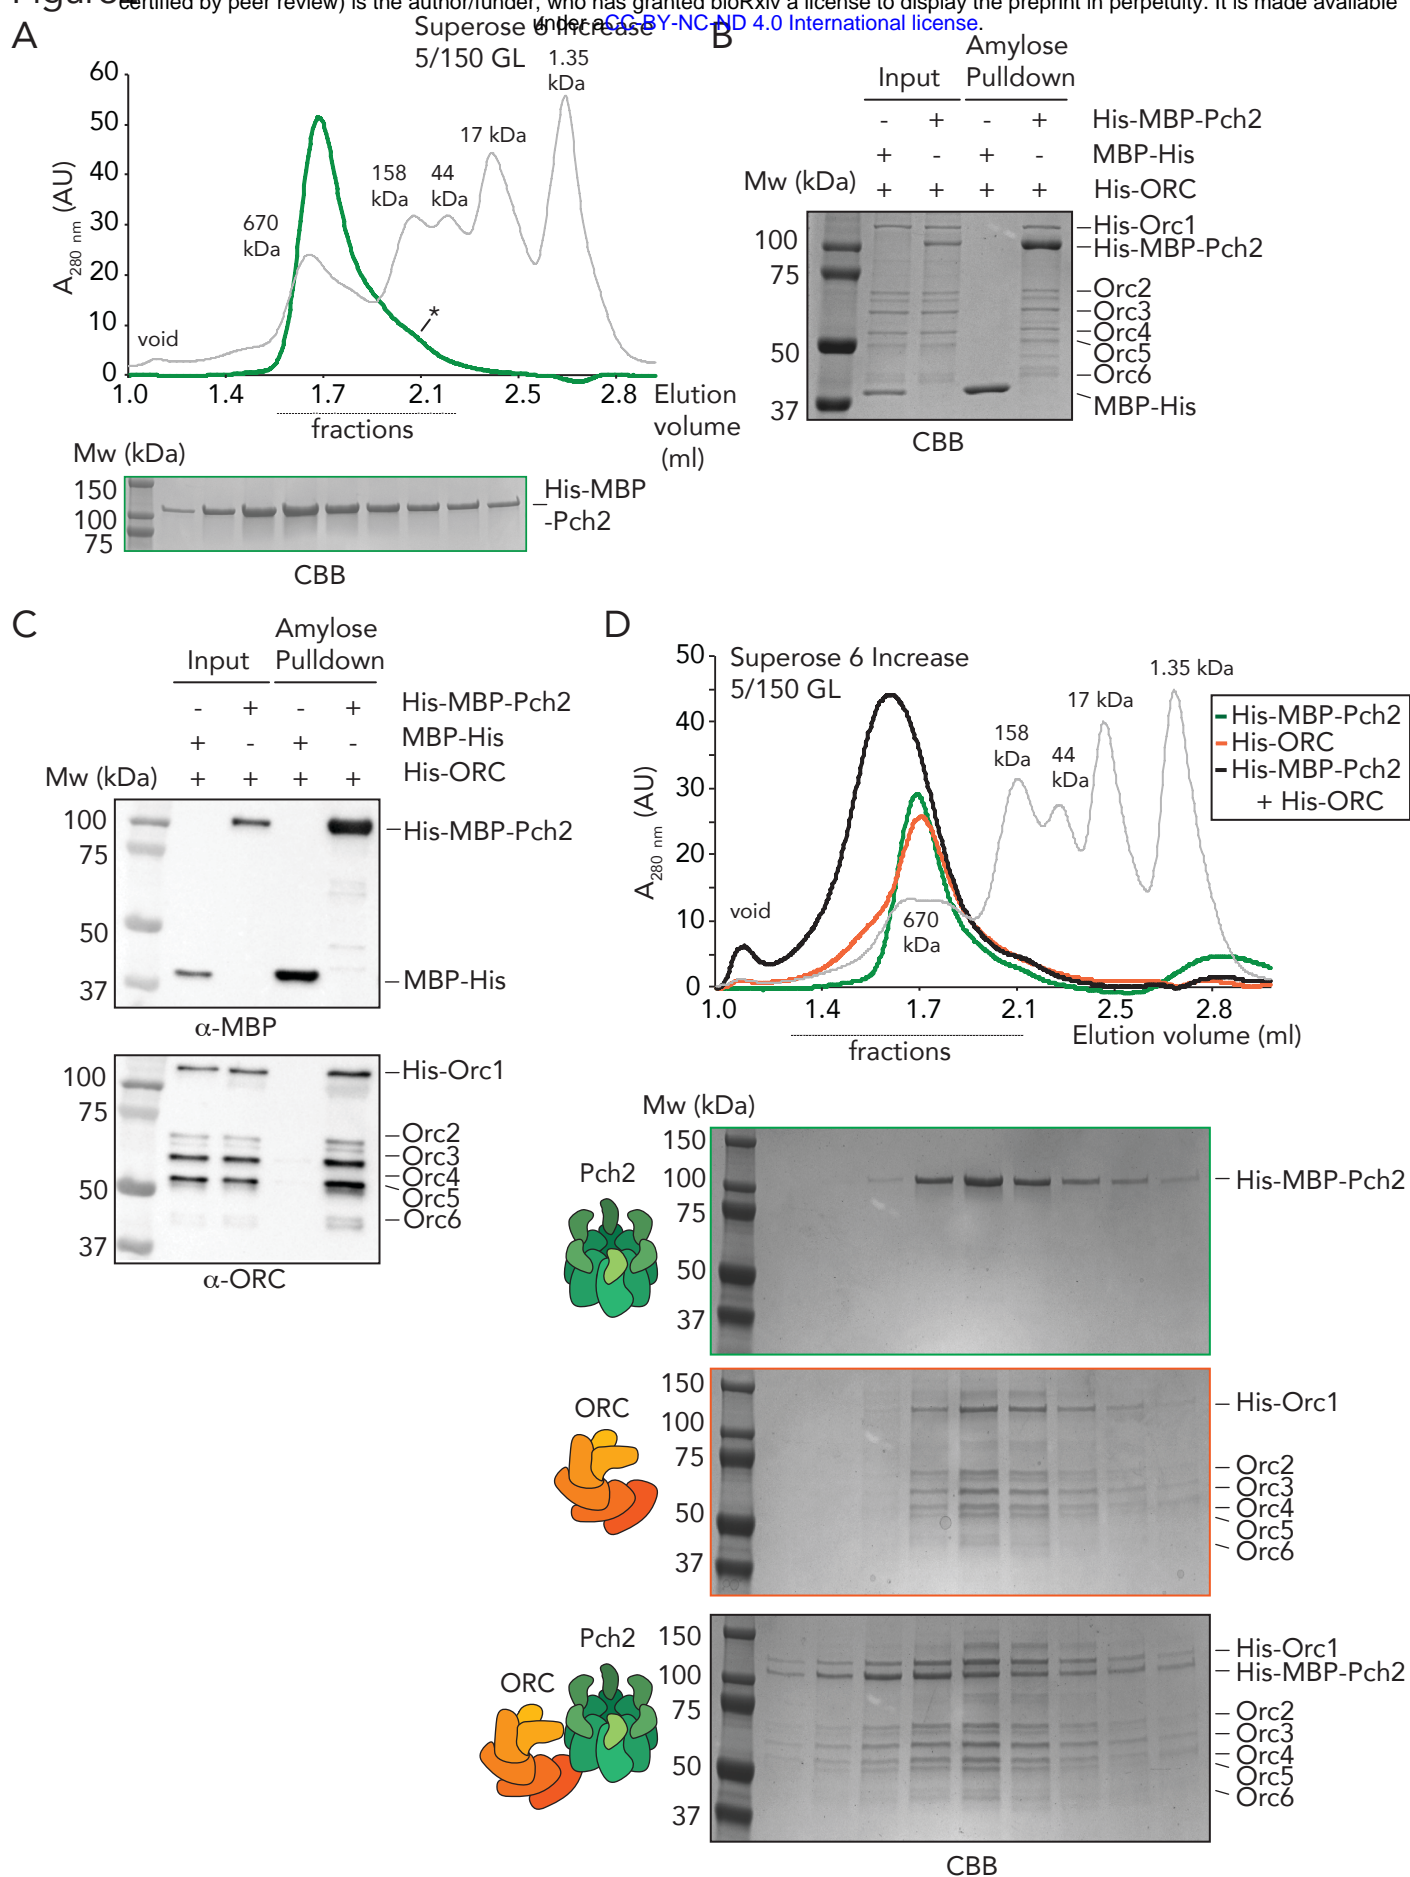 certified by peer review) is the author/funder, who has granted bioRxiv a license to display the preprint in perpetuity. It is made available
under aCC-BY-NC-ND 4.0 International license.
A
Superose 6 Increase
5/150 GL
60
50
40
30
20
10
0
A280 nm (AU)
void
670
kDa
158
kDa
44
kDa
17 kDa
1.35
kDa
*
1.0
1.4
1.7
2.1
2.5
2.8
Elution
volume
(ml)
fractions
Mw (kDa)
150
100
75
His-MBP
-Pch2
CBB
B
Input
Amylose
Pulldown
- + - + His-MBP-Pch2
+ - + - MBP-His
+ + + + His-ORC
Mw (kDa)
100
75
50
37
His-Orc1
His-MBP-Pch2
Orc2
Orc3
Orc4
Orc5
Orc6
MBP-His
CBB
C
Input
Amylose
Pulldown
- + - + His-MBP-Pch2
+ - + - MBP-His
Mw (kDa) + + + + His-ORC
100
75
50
37
His-MBP-Pch2
MBP-His
α-MBP
100
75
50
37
His-Orc1
Orc2
Orc3
Orc4
Orc5
Orc6
α-ORC
D
Superose 6 Increase
5/150 GL
50
40
30
20
10
0
A280 nm (AU)
void
670
kDa
158
kDa
44
kDa
17 kDa
1.35 kDa
His-MBP-Pch2
His-ORC
His-MBP-Pch2
+ His-ORC
1.0
1.4
1.7
2.1
2.5
2.8
Elution volume (ml)
fractions
Mw (kDa)
Pch2
150
100
75
50
37
His-MBP-Pch2
ORC
150
100
75
50
37
His-Orc1
Orc2
Orc3
Orc4
Orc5
Orc6
Pch2
ORC
150
100
75
50
37
His-Orc1
His-MBP-Pch2
Orc2
Orc3
Orc4
Orc5
Orc6
CBB